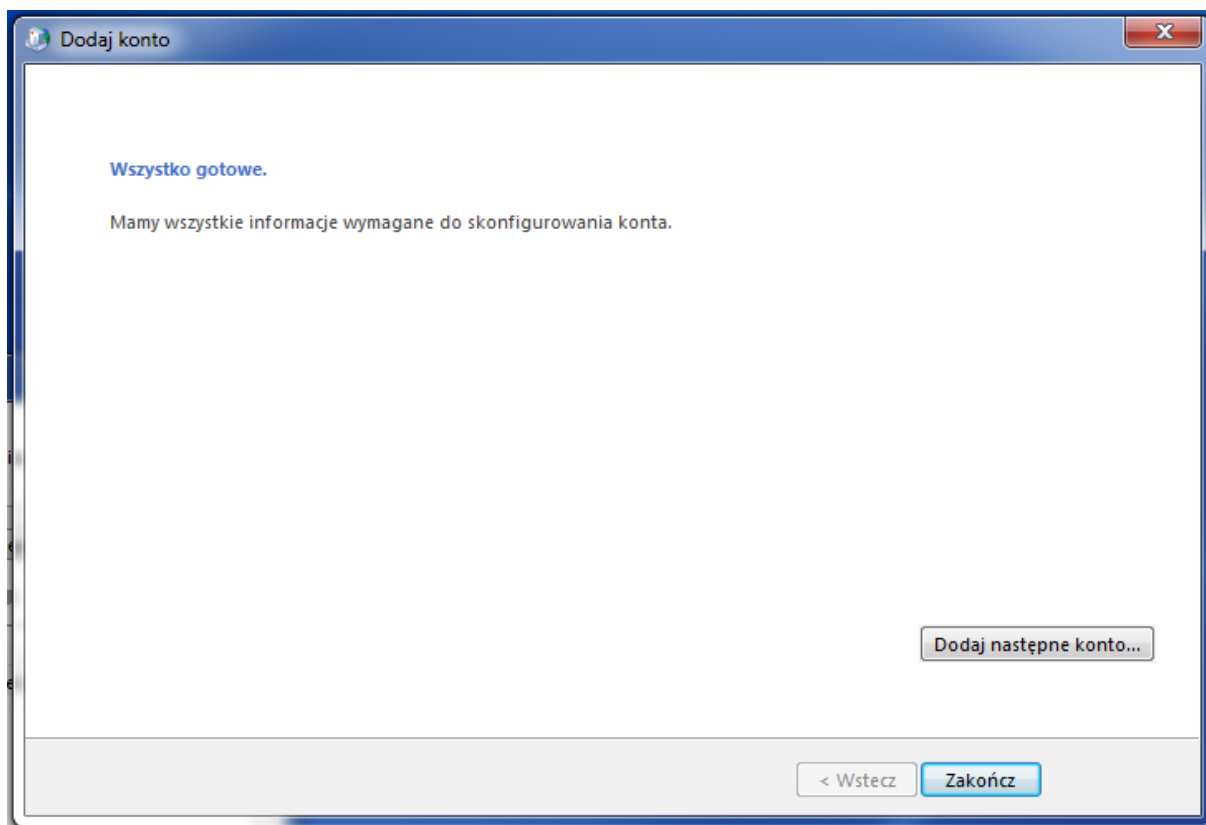 Dodaj konto
Wszystko gotowe.
Mamy wszystkie informacje wymagane do skonfigurowania konta.
Dodaj następne konto...
< Wstecz
Zakończ